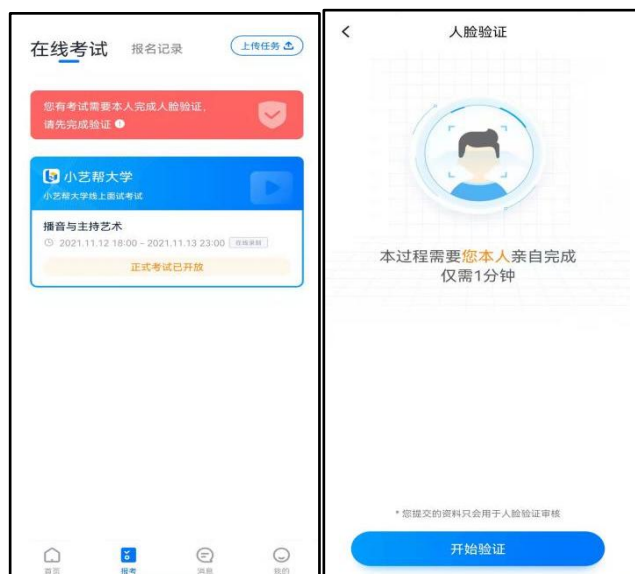 在线考试
报名记录
上传任务
您有考试需要本人完成人脸验证,
请先完成验证
小艺帮大学
小艺帮大学线上面试考试
播音与主持艺术
2021.11.12 18:00 - 2021.11.13 23:00
在线录制
正式考试已开放
首页
报考
消息
我的
人脸验证
本过程需要您本人亲自完成
仅需1分钟
* 您提交的资料只会用于人脸验证审核
开始验证